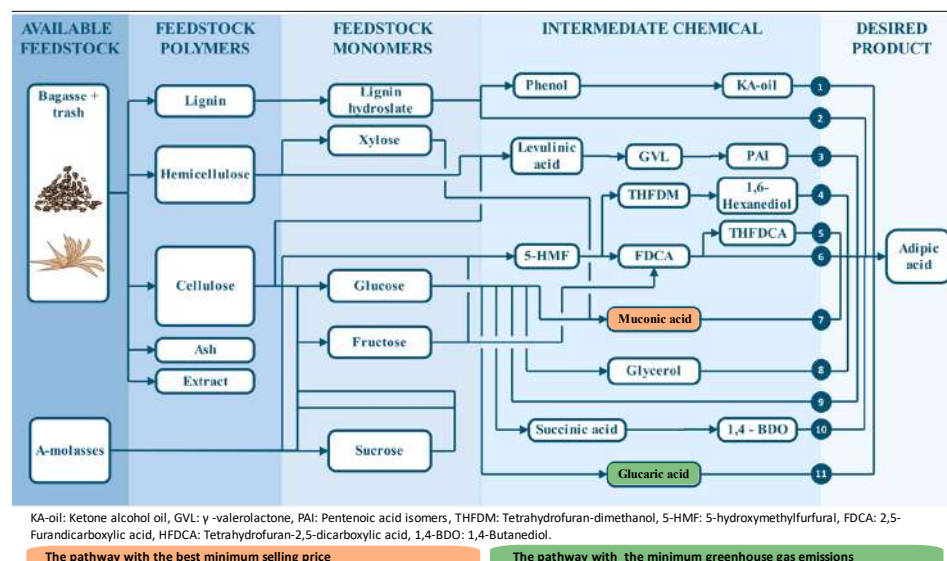 AVAILABLE
FEEDSTOCK
FEEDSTOCK
POLYMERS
FEEDSTOCK
MONOMERS
INTERMEDIATE CHEMICAL
DESIRED
PRODUCT
Bagasse +
trash
A-molasses
Lignin
Hemicellulose
Cellulose
Ash
Extract
Lignin
hydroslate
Xylose
Glucose
Fructose
Sucrose
Phenol
KA-oil
1
2
Levulinic
acid
GVL
PAI
3
THFDM
1,6-
Hexanediol
4
THFDCA
5
5-HMF
FDCA
6
Muconic acid
7
Glycerol
8
9
Succinic acid
1,4 - BDO
10
Glucaric acid
11
Adipic
acid
KA-oil: Ketone alcohol oil, GVL: γ -valerolactone, PAI: Pentenoic acid isomers, THFDM: Tetrahydrofuran-dimethanol, 5-HMF: 5-hydroxymethylfurfural, FDCA: 2,5-
Furandicarboxylic acid, HFDCA: Tetrahydrofuran-2,5-dicarboxylic acid, 1,4-BDO: 1,4-Butanediol.
The pathway with the best minimum selling price
The pathway with the minimum greenhouse gas emissions